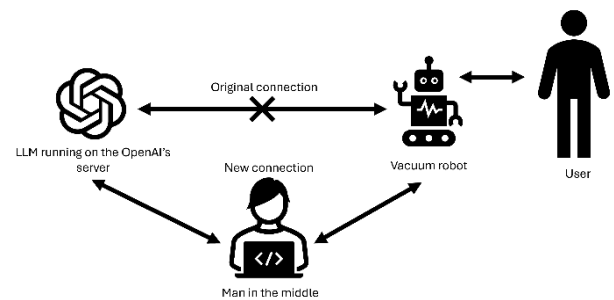 Original connection
LLM running on the OpenAI's
server
New connection
Vacuum robot
User
</>
Man in the middle